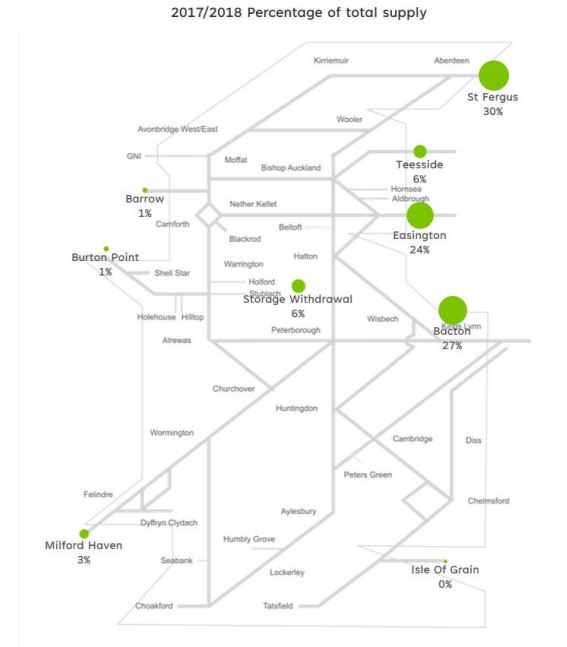 2017/2018 Percentage of total supply
Kirriemuir
Aberdeen
St Fergus
30%
Wooler
Avonbridge West/East
GNI
Moffat
Bishop Auckland
Teesside
6%
Hornsea
Aldbrough
Barrow
1%
Nether Kellet
Carnforth
Beltoft
Easington
24%
Blackrod
Burton Point
1%
Hatton
Warrington
Shell Star
Holford
Stublach
Storage Withdrawal
6%
Holehouse
Hilltop
Wisbech
Kings Lynn
Bacton
27%
Peterborough
Alrewas
Churchover
Huntingdon
Wormington
Cambridge
Diss
Peters Green
Felindre
Chelmsford
Aylesbury
Dyffryn Clydach
Milford Haven
3%
Humbly Grove
Seabank
Lockerley
Isle Of Grain
0%
Choakford
Tatsfield